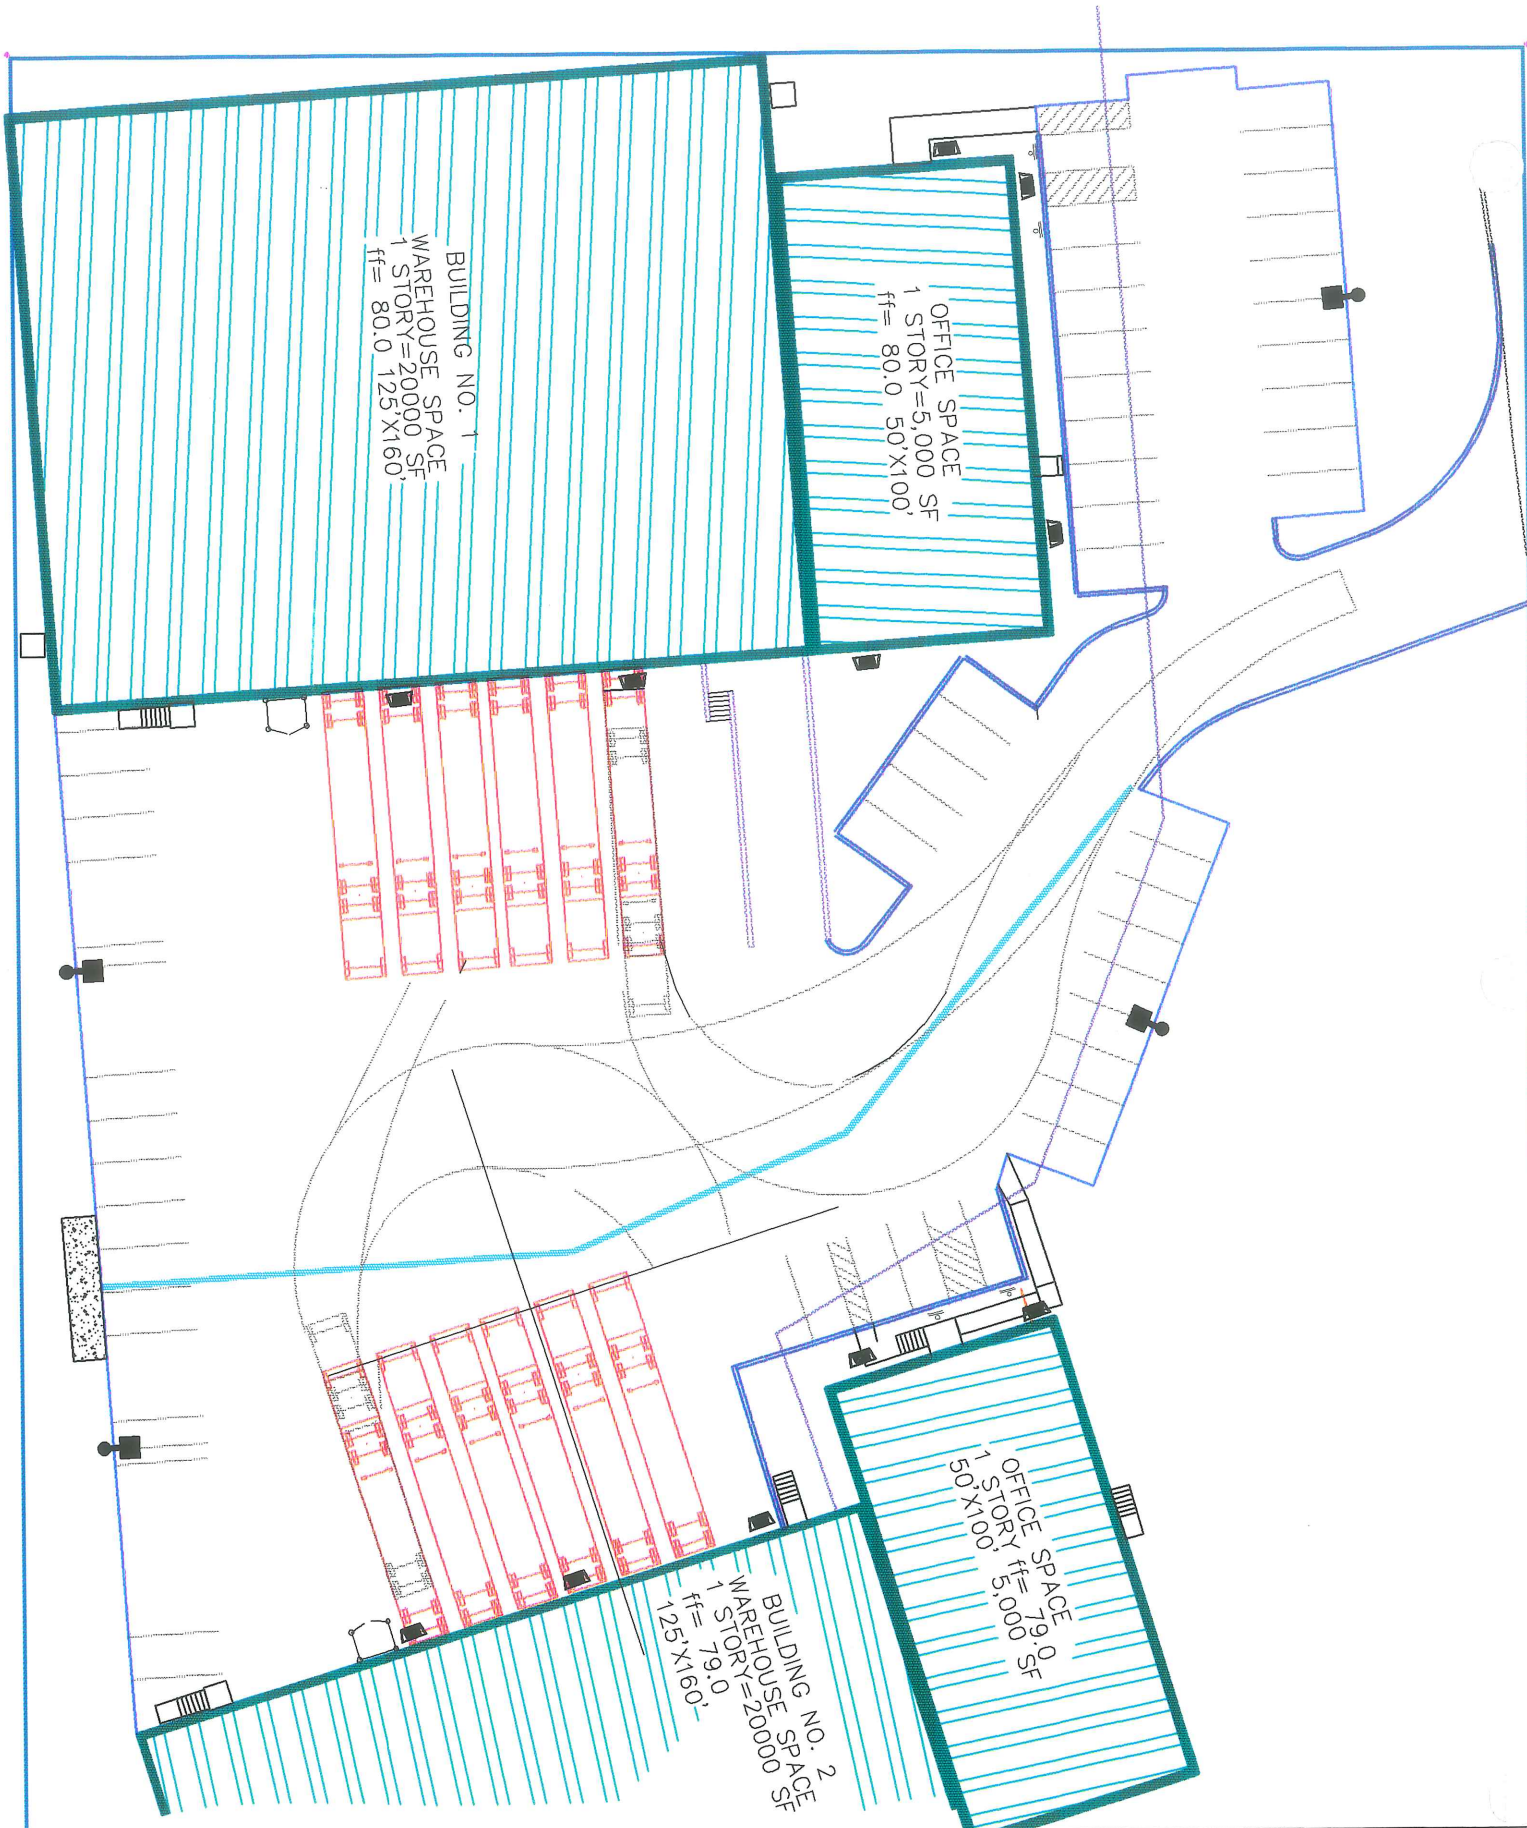 BUILDING NO. 1
WAREHOUSE SPACE
1 STORY=20000 SF
ff= 80.0 125'X160'
OFFICE SPACE
1 STORY=5,000 SF
ff= 80.0 50'X100'
OFFICE SPACE
1 STORY ff= 79.0
50'X100' 5,000 SF
BUILDING NO. 2
WAREHOUSE SPACE
1 STORY=20000 SF
ff= 79.0
125'X160'